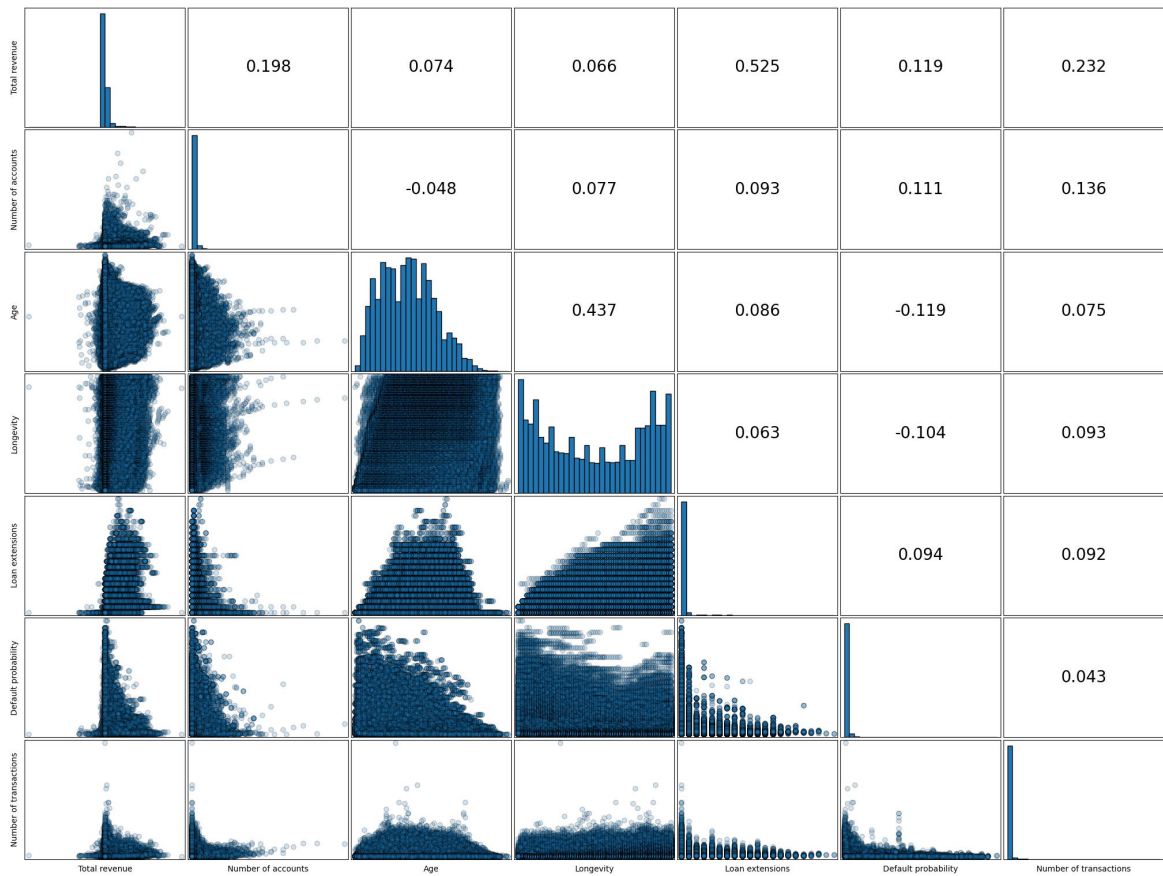 Total revenue
0.198
0.074
0.066
0.525
0.119
0.232
Number of accounts
-0.048
0.077
0.093
0.111
0.136
Age
0.437
0.086
-0.119
0.075
Longevity
0.063
-0.104
0.093
Loan extensions
0.094
0.092
Default probability
0.043
Number of transactions
Total revenue
Number of accounts
Age
Longevity
Loan extensions
Default probability
Number of transactions